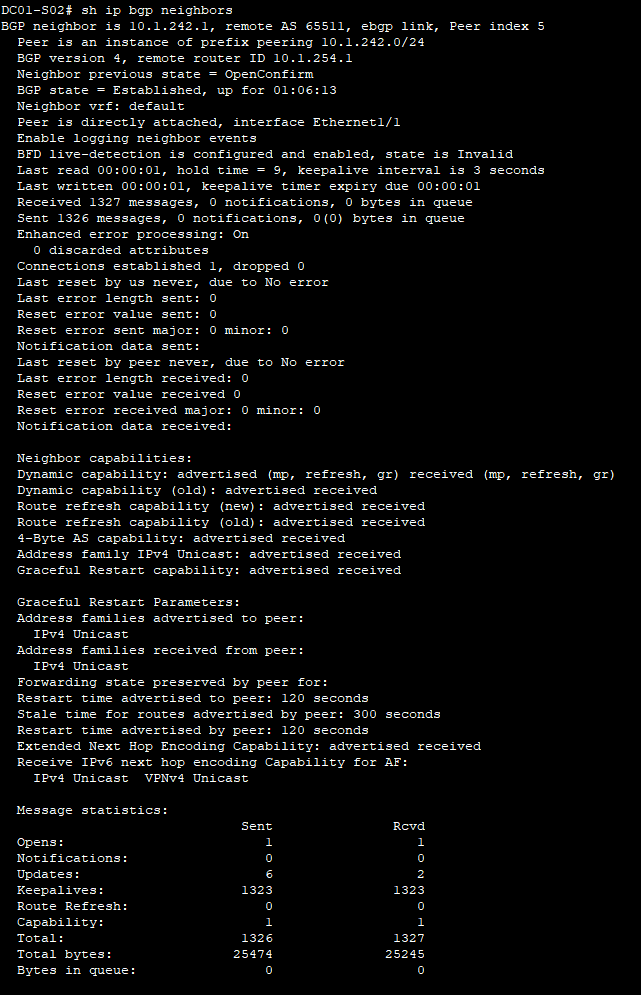 DC01-S02# sh ip bgp neighbors
BGP neighbor is 10.1.242.1, remote AS 65511, ebgp link, Peer index 5
Peer is an instance of prefix peering 10.1.242.0/24
BGP version 4, remote router ID 10.1.254.1
Neighbor previous state = OpenConfirm
BGP state = Established, up for 01:06:13
Neighbor vrf: default
Peer is directly attached, interface Ethernet1/1
Enable logging neighbor events
BFD live-detection is configured and enabled, state is Invalid
Last read 00:00:01, hold time = 9, keepalive interval is 3 seconds
Last written 00:00:01, keepalive timer expiry due 00:00:01
Received 1327 messages, 0 notifications, 0 bytes in queue
Sent 1326 messages, 0 notifications, 0(0) bytes in queue
Enhanced error processing: On
0 discarded attributes
Connections established 1, dropped 0
Last reset by us never, due to No error
Last error length sent: 0
Reset error value sent: 0
Reset error sent major: 0 minor: 0
Notification data sent:
Last reset by peer never, due to No error
Last error length received: 0
Reset error value received 0
Reset error received major: 0 minor: 0
Notification data received:
Neighbor capabilities:
Dynamic capability: advertised (mp, refresh, gr) received (mp, refresh, gr)
Dynamic capability (old): advertised received
Route refresh capability (new): advertised received
Route refresh capability (old): advertised received
4-Byte AS capability: advertised received
Address family IPv4 Unicast: advertised received
Graceful Restart capability: advertised received
Graceful Restart Parameters:
Address families advertised to peer:
IPv4 Unicast
Address families received from peer:
IPv4 Unicast
Forwarding state preserved by peer for:
Restart time advertised to peer: 120 seconds
Stale time for routes advertised by peer: 300 seconds
Restart time advertised by peer: 120 seconds
Extended Next Hop Encoding Capability: advertised received
Receive IPv6 next hop encoding Capability for AF:
IPv4 Unicast  VPNv4 Unicast
Message statistics:
Sent Rcvd
Opens: 1 1
Notifications: 0 0
Updates: 6 2
Keepalives: 1323 1323
Route Refresh: 0 0
Capability: 1 1
Total: 1326 1327
Total bytes: 25474 25245
Bytes in queue: 0 0